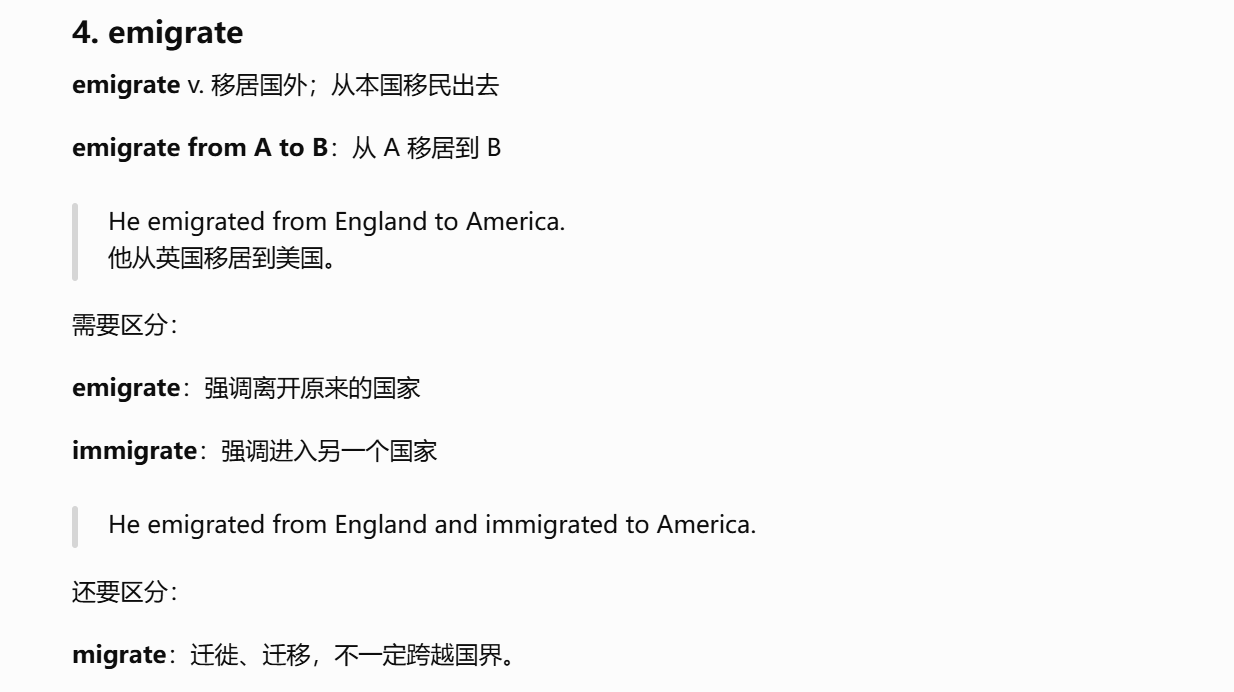 4. emigrate
emigrate v. 移居国外；从本国移民出去
emigrate from A to B：从 A 移居到 B
He emigrated from England to America.
他从英国移居到美国。
需要区分：
emigrate：强调离开原来的国家
immigrate：强调进入另一个国家
He emigrated from England and immigrated to America.
还要区分：
migrate：迁徙、迁移，不一定跨越国界。